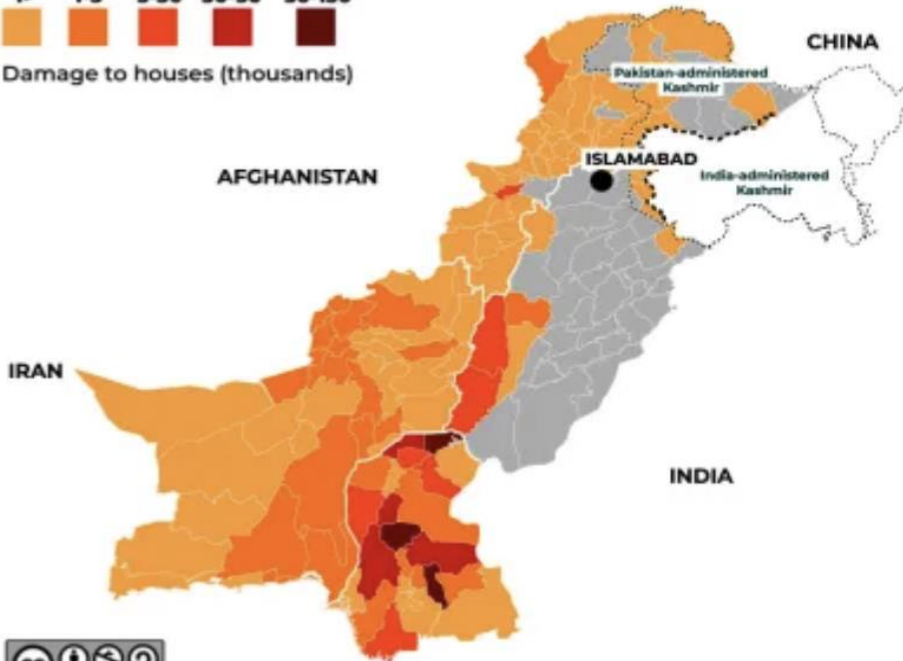 Damage to houses (thousands)
CHINA
Pakistan-administered
Kashmir
ISLAMABAD
India-administered
Kashmir
AFGHANISTAN
IRAN
INDIA